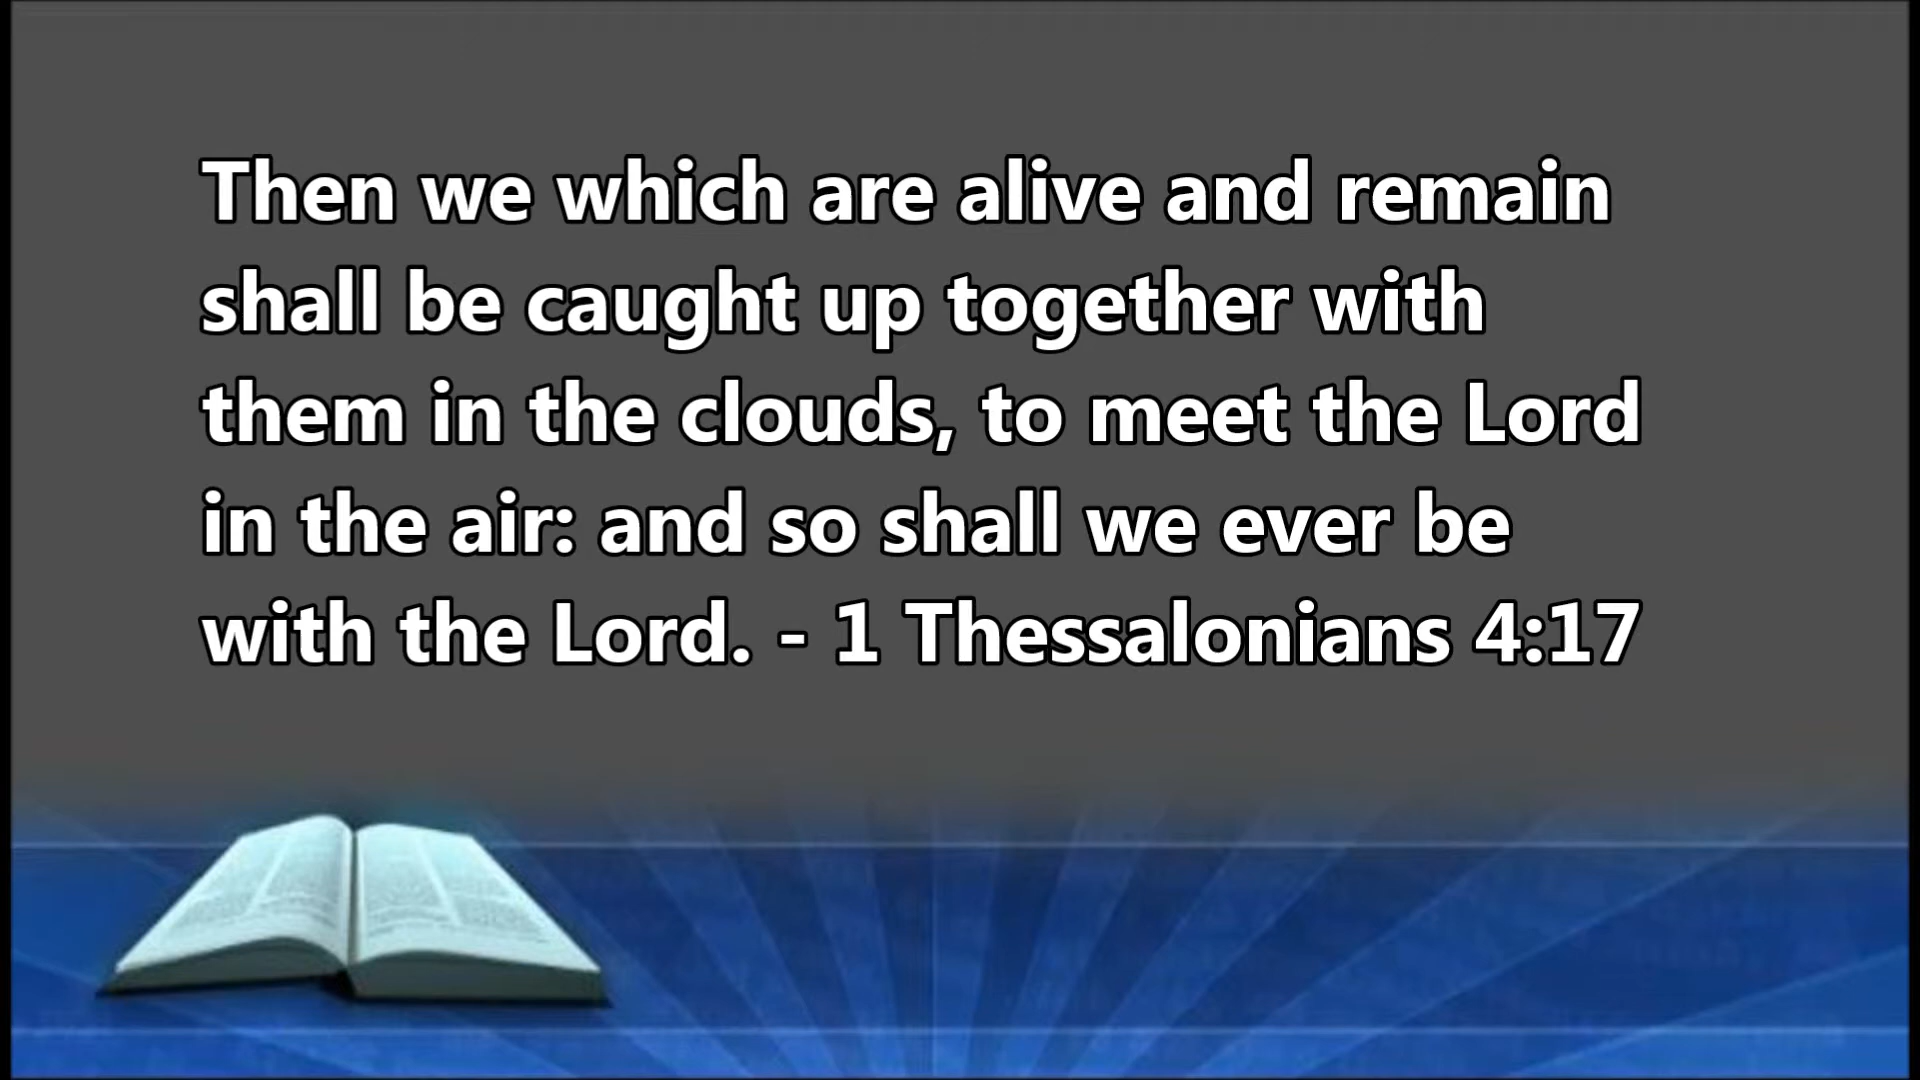 Then we which are alive and remain
shall be caught up together with
them in the clouds, to meet the Lord
in the air: and so shall we ever be
with the Lord. - 1 Thessalonians 4:17